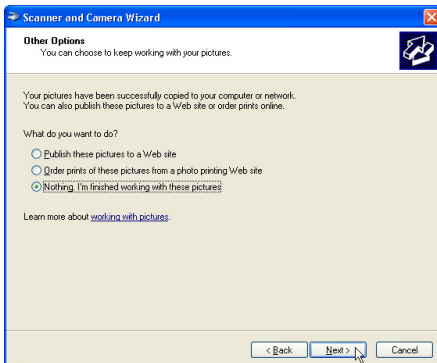 Scanner and Camera Wizard
Other Options
You can choose to keep working with your pictures.
Your pictures have been successfully copied to your computer or network.
You can also publish these pictures to a Web site or order prints online.
What do you want to do?
Publish these pictures to a Web site
Order prints of these pictures from a photo printing Web site
Nothing. I'm finished working with these pictures
Learn more about working with pictures.
< Back Next > Cancel